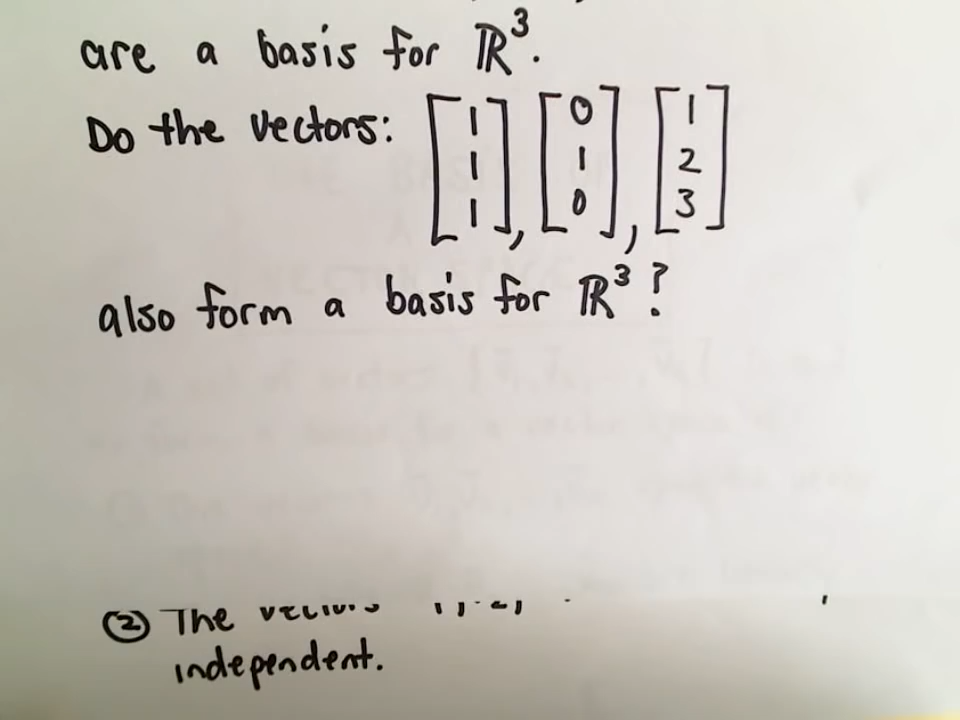 are a basis for ℝ³.
Do the vectors: [1 1 1], [0 1 0], [1 2 3]
also form a basis for ℝ³?
② The vectors
independent.